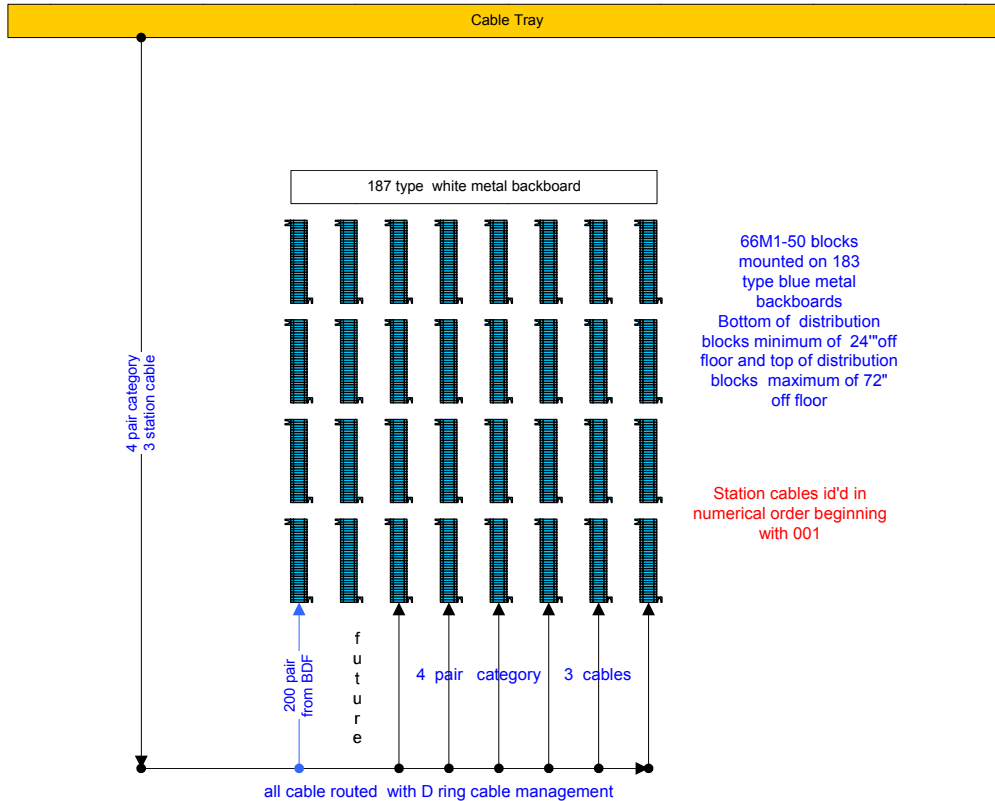 Cable Tray
187 type white metal backboard
66M1-50 blocks
mounted on 183
type blue metal
backboards
Bottom of distribution
blocks minimum of 24'"off
floor and top of distribution
blocks maximum of 72"
off floor
4 pair category
3 station cable
Station cables id'd in
numerical order beginning
with 001
200 pair
from BDF
future
4 pair category 3 cables
all cable routed with D ring cable management